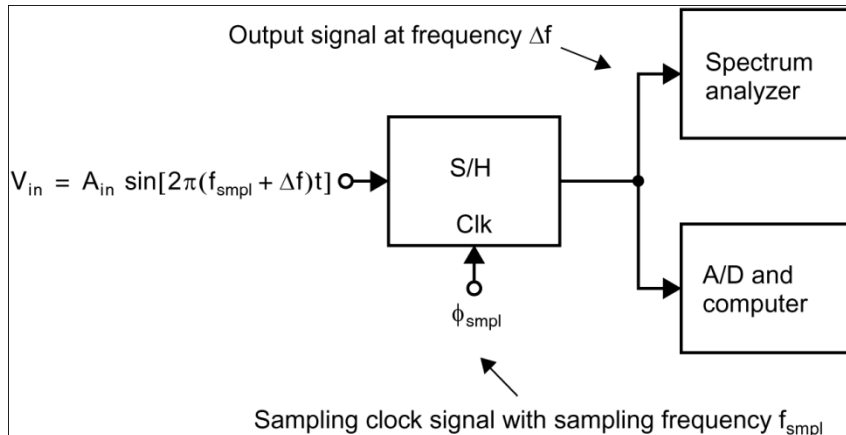 Output signal at frequency Δf
Spectrum
analyzer
V_in = A_in sin[2π(f_smpl + Δf)t]
S/H
Clk
ϕ_smpl
A/D and
computer
Sampling clock signal with sampling frequency f_smpl